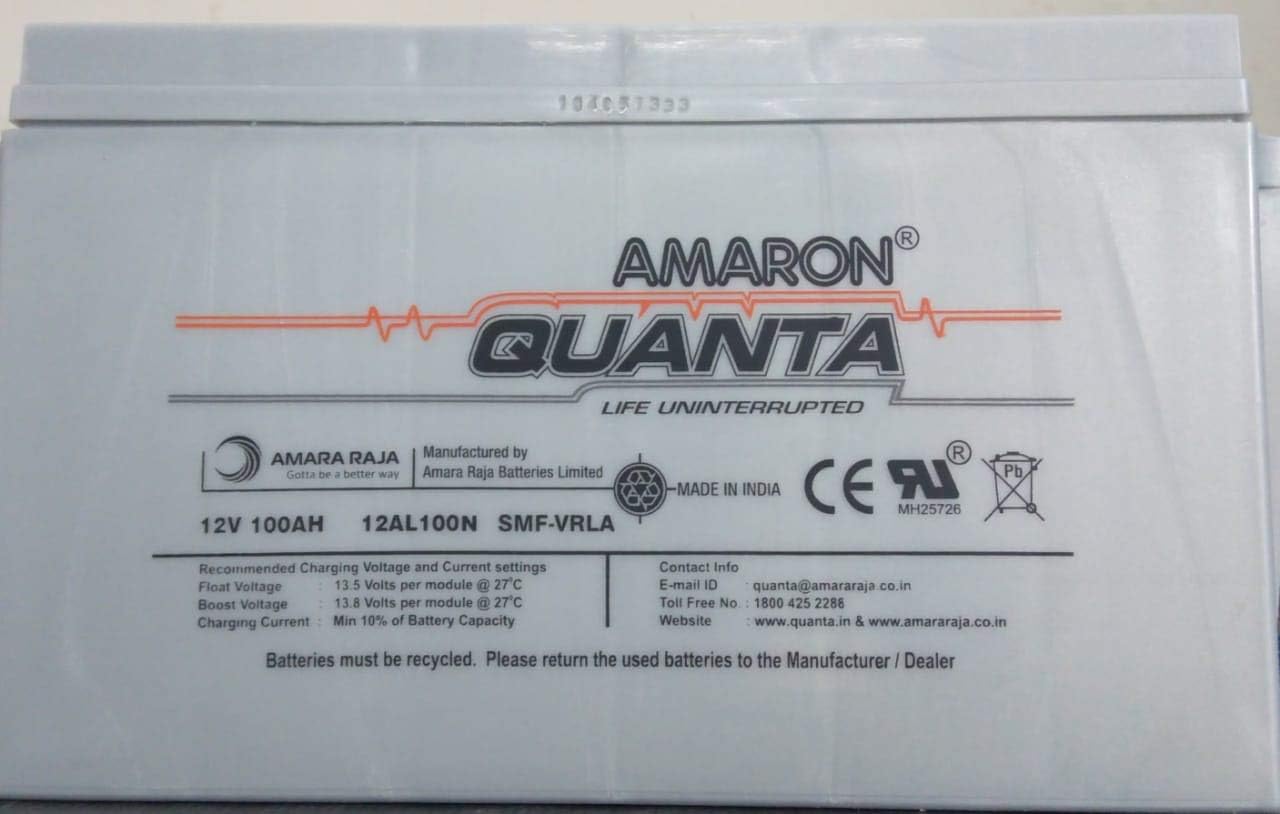 AMARON®
QUANTA
LIFE UNINTERRUPTED
AMARA RAJA
Gotta be a better way
Manufactured by
Amara Raja Batteries Limited
MADE IN INDIA
CE
RU®
MH25726
Pb
12V 100AH 12AL100N SMF-VRLA
Recommended Charging Voltage and Current settings
Float Voltage : 13.5 Volts per module @ 27°C
Boost Voltage : 13.8 Volts per module @ 27°C
Charging Current : Min 10% of Battery Capacity
Contact Info
E-mail ID : quanta@amararaja.co.in
Toll Free No. : 1800 425 2286
Website : www.quanta.in & www.amararaja.co.in
Batteries must be recycled. Please return the used batteries to the Manufacturer / Dealer